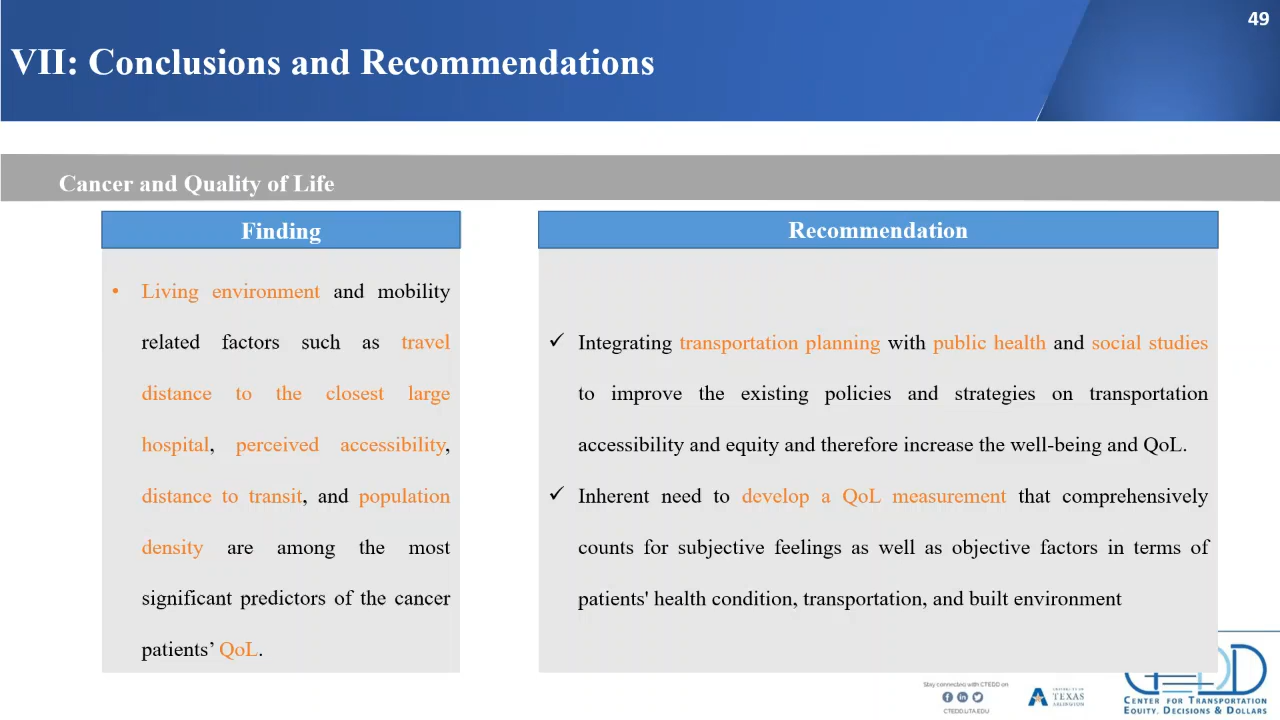 49
VII: Conclusions and Recommendations
Cancer and Quality of Life
Finding
• Living environment and mobility
related factors such as travel
distance to the closest large
hospital, perceived accessibility,
distance to transit, and population
density are among the most
significant predictors of the cancer
patients’ QoL.
Recommendation
✓ Integrating transportation planning with public health and social studies
to improve the existing policies and strategies on transportation
accessibility and equity and therefore increase the well-being and QoL.
✓ Inherent need to develop a QoL measurement that comprehensively
counts for subjective feelings as well as objective factors in terms of
patients' health condition, transportation, and built environment
Stay connected with CTEDD on
CTEDD.UTA.EDU
UNIVERSITY OF
TEXAS
ARLINGTON
CTEDD
CENTER FOR TRANSPORTATION
EQUITY, DECISIONS & DOLLARS